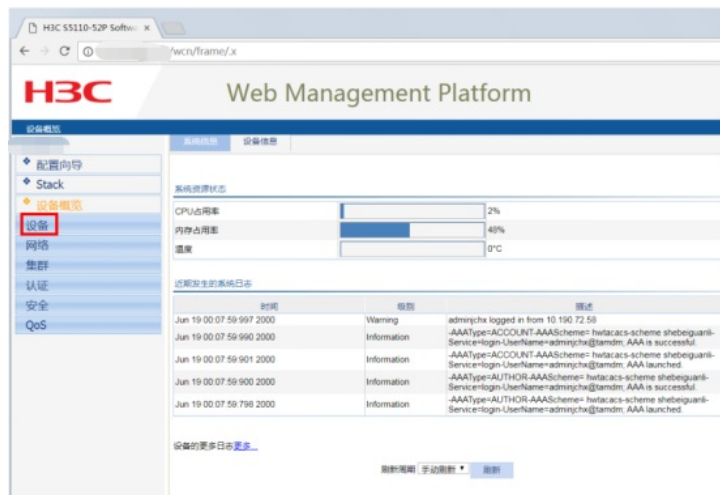 H3C S5110-52P Softw
/wcn/frame/.x
H3C
Web Management Platform
设备概览
系统信息 设备信息
配置向导
Stack
设备概览
设备
网络
集群
认证
安全
QoS
系统资源状态
CPU占用率 2%
内存占用率 48%
温度 0°C
近期发生的系统日志
时间 级别 描述
Jun 19 00:07:59:997 2000 Warning adminjchx logged in from 10.190.72.58
Jun 19 00:07:59:990 2000 Information -AAAType=ACCOUNT-AAAScheme= hwtacacs-scheme shebeiguanli-
Service=login-UserName=adminjchx@tamdm; AAA is successful.
Jun 19 00:07:59:901 2000 Information -AAAType=ACCOUNT-AAAScheme= hwtacacs-scheme shebeiguanli-
Service=login-UserName=adminjchx@tamdm; AAA launched.
Jun 19 00:07:59:900 2000 Information -AAAType=AUTHOR-AAAScheme= hwtacacs-scheme shebeiguanli-
Service=login-UserName=adminjchx@tamdm; AAA is successful.
Jun 19 00:07:59:798 2000 Information -AAAType=AUTHOR-AAAScheme= hwtacacs-scheme shebeiguanli-
Service=login-UserName=adminjchx@tamdm; AAA launched.
设备的更多日志更多...
刷新周期 手动刷新 刷新